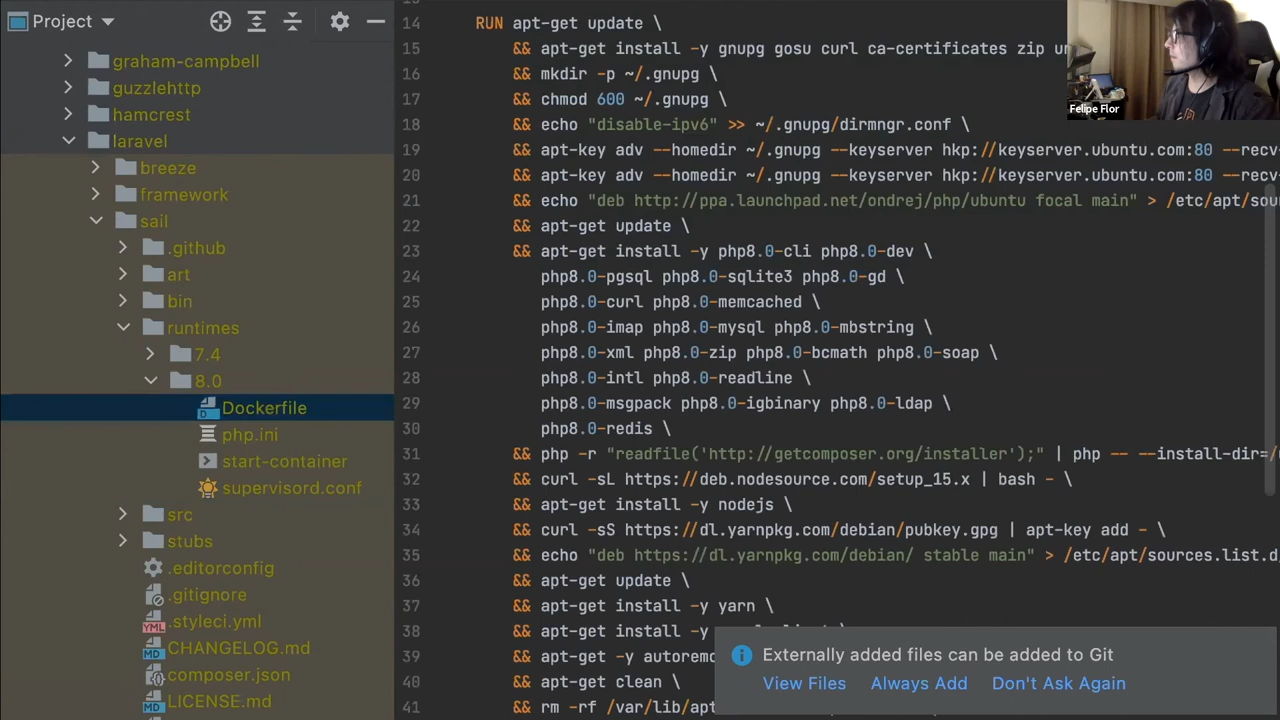 Project
graham-campbell
guzzlehttp
hamcrest
laravel
breeze
framework
sail
.github
art
bin
runtimes
7.4
8.0
Dockerfile
php.ini
start-container
supervisord.conf
src
stubs
.editorconfig
.gitignore
.styleci.yml
CHANGELOG.md
composer.json
LICENSE.md
14 RUN apt-get update \
15 && apt-get install -y gnupg gosu curl ca-certificates zip
16 && mkdir -p ~/.gnupg \
17 && chmod 600 ~/.gnupg \
18 && echo "disable-ipv6" >> ~/.gnupg/dirmngr.conf \
19 && apt-key adv --homedir ~/.gnupg --keyserver hkp://keyserver.ubuntu.com:80 --recv-
20 && apt-key adv --homedir ~/.gnupg --keyserver hkp://keyserver.ubuntu.com:80 --recv-
21 && echo "deb http://ppa.launchpad.net/ondrej/php/ubuntu focal main" > /etc/apt/sou
22 && apt-get update \
23 && apt-get install -y php8.0-cli php8.0-dev \
24 php8.0-pgsql php8.0-sqlite3 php8.0-gd \
25 php8.0-curl php8.0-memcached \
26 php8.0-imap php8.0-mysql php8.0-mbstring \
27 php8.0-xml php8.0-zip php8.0-bcmath php8.0-soap \
28 php8.0-intl php8.0-readline \
29 php8.0-msgpack php8.0-igbinary php8.0-ldap \
30 php8.0-redis \
31 && php -r "readfile('http://getcomposer.org/installer');" | php -- --install-dir=/
32 && curl -sL https://deb.nodesource.com/setup_15.x | bash - \
33 && apt-get install -y nodejs \
34 && curl -sS https://dl.yarnpkg.com/debian/pubkey.gpg | apt-key add - \
35 && echo "deb https://dl.yarnpkg.com/debian/ stable main" > /etc/apt/sources.list.d
36 && apt-get update \
37 && apt-get install -y yarn \
38 && apt-get install -y
39 && apt-get -y autoremo
40 && apt-get clean \
41 && rm -rf /var/lib/apt
Felipe Flor
Externally added files can be added to Git
View Files Always Add Don't Ask Again